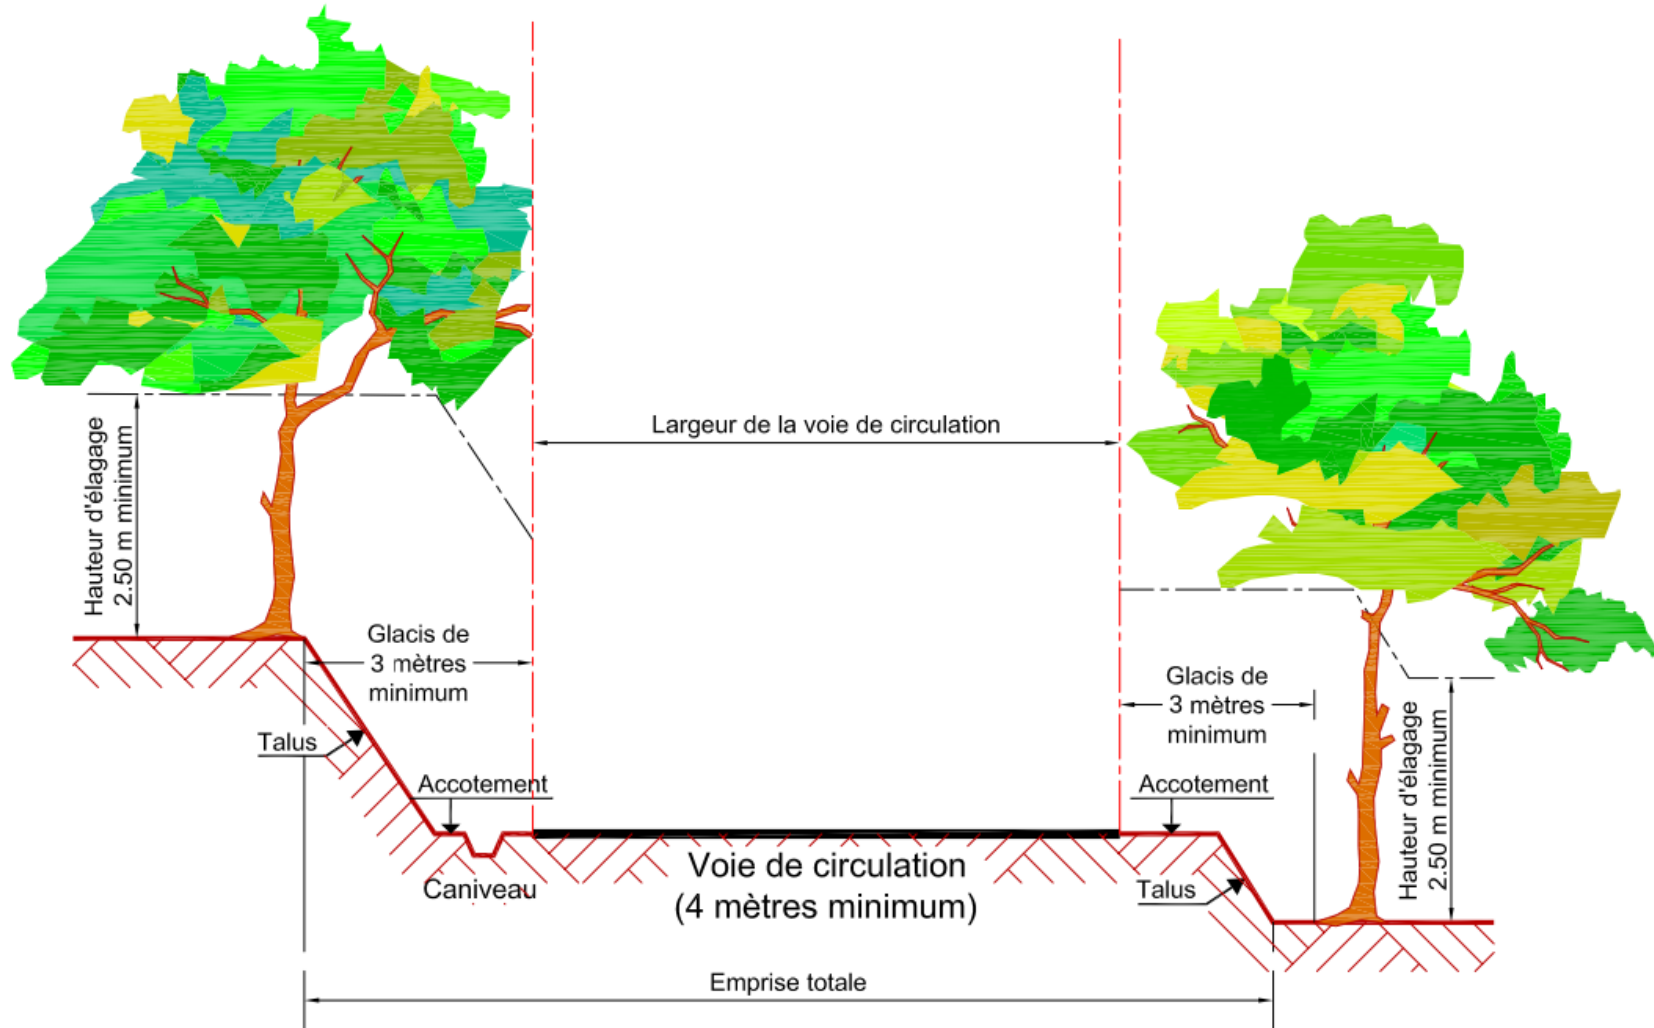 Largeur de la voie de circulation
Hauteur d'élagage
2.50 m minimum
Glacis de
3 mètres
minimum
Talus
Accotement
Caniveau
Voie de circulation
(4 mètres minimum)
Glacis de
3 mètres
minimum
Accotement
Talus
Hauteur d'élagage
2.50 m minimum
Emprise totale